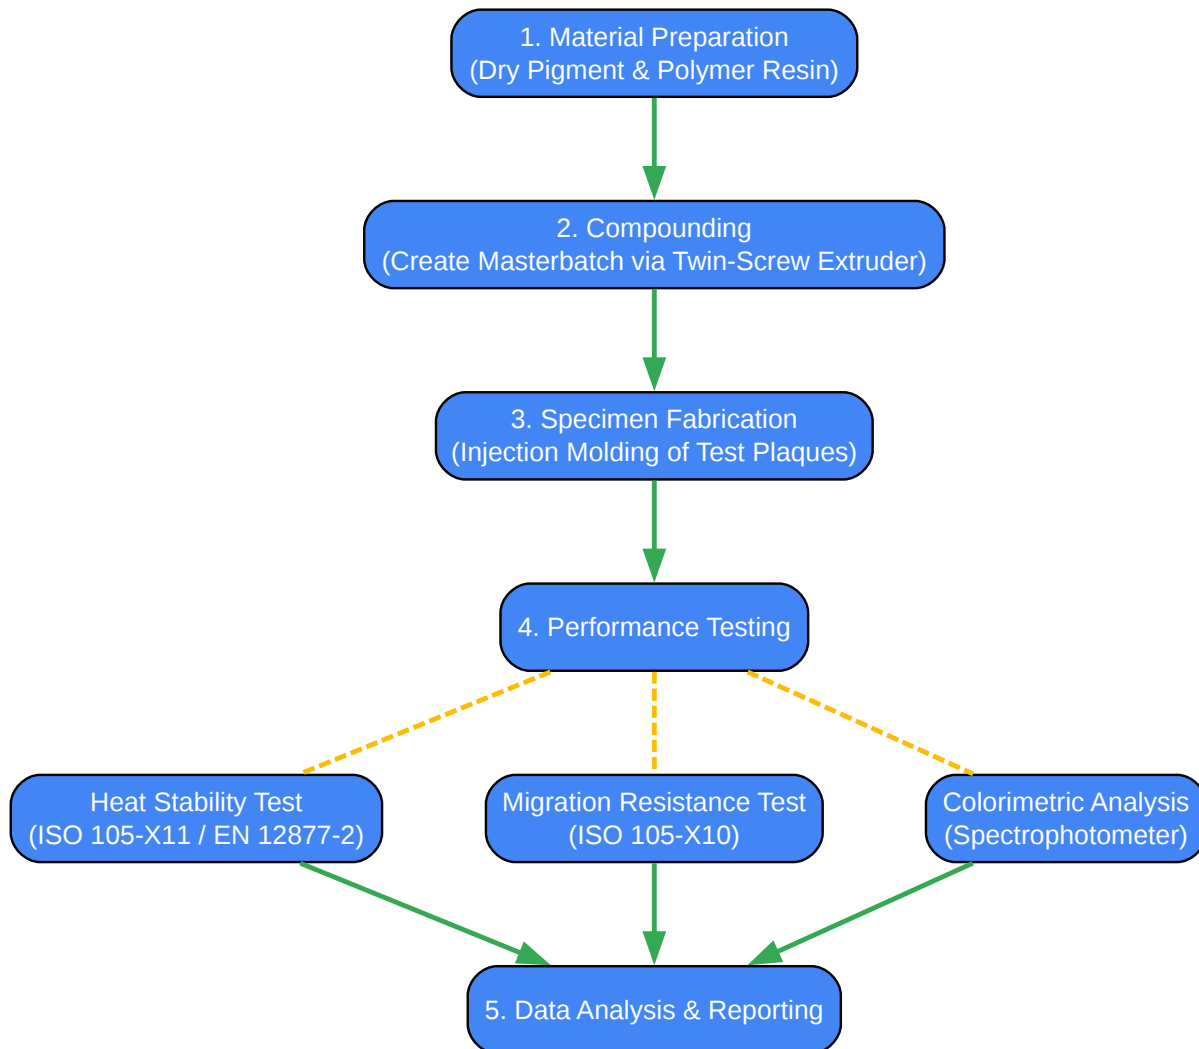 1. Material Preparation
(Dry Pigment & Polymer Resin)
2. Compounding
(Create Masterbatch via Twin-Screw Extruder)
3. Specimen Fabrication
(Injection Molding of Test Plaques)
4. Performance Testing
Heat Stability Test
(ISO 105-X11 / EN 12877-2)
Migration Resistance Test
(ISO 105-X10)
Colorimetric Analysis
(Spectrophotometer)
5. Data Analysis & Reporting